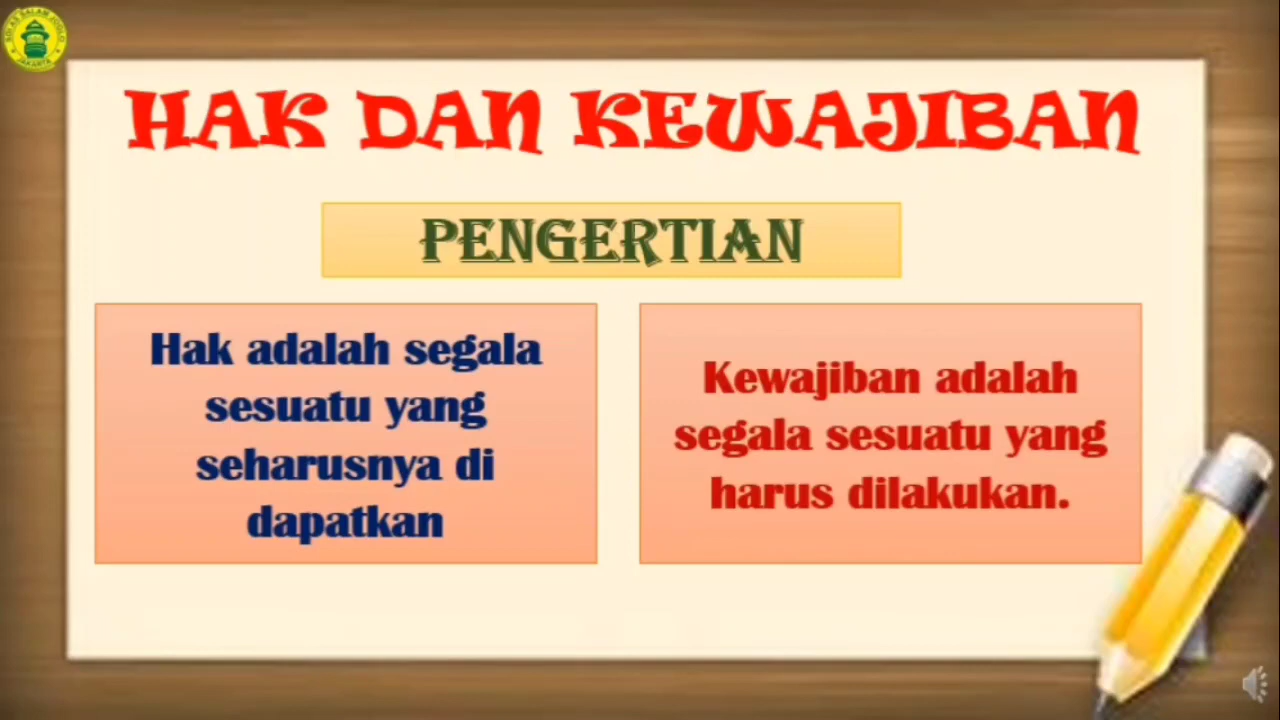 HAK DAN KEWAJIBAN
PENGERTIAN
Hak adalah segala
sesuatu yang
seharusnya di
dapatkan
Kewajiban adalah
segala sesuatu yang
harus dilakukan.
JAKARTA